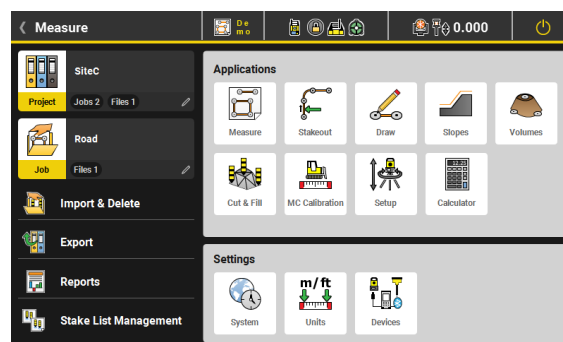 Measure
De
mo
0.000
SiteC
Project
Jobs 2
Files 1
Road
Job
Files 1
Import & Delete
Export
Reports
Stake List Management
Applications
Measure
Stakeout
Draw
Slopes
Volumes
Cut & Fill
MC Calibration
Setup
Calculator
Settings
m/ft
System
Units
Devices